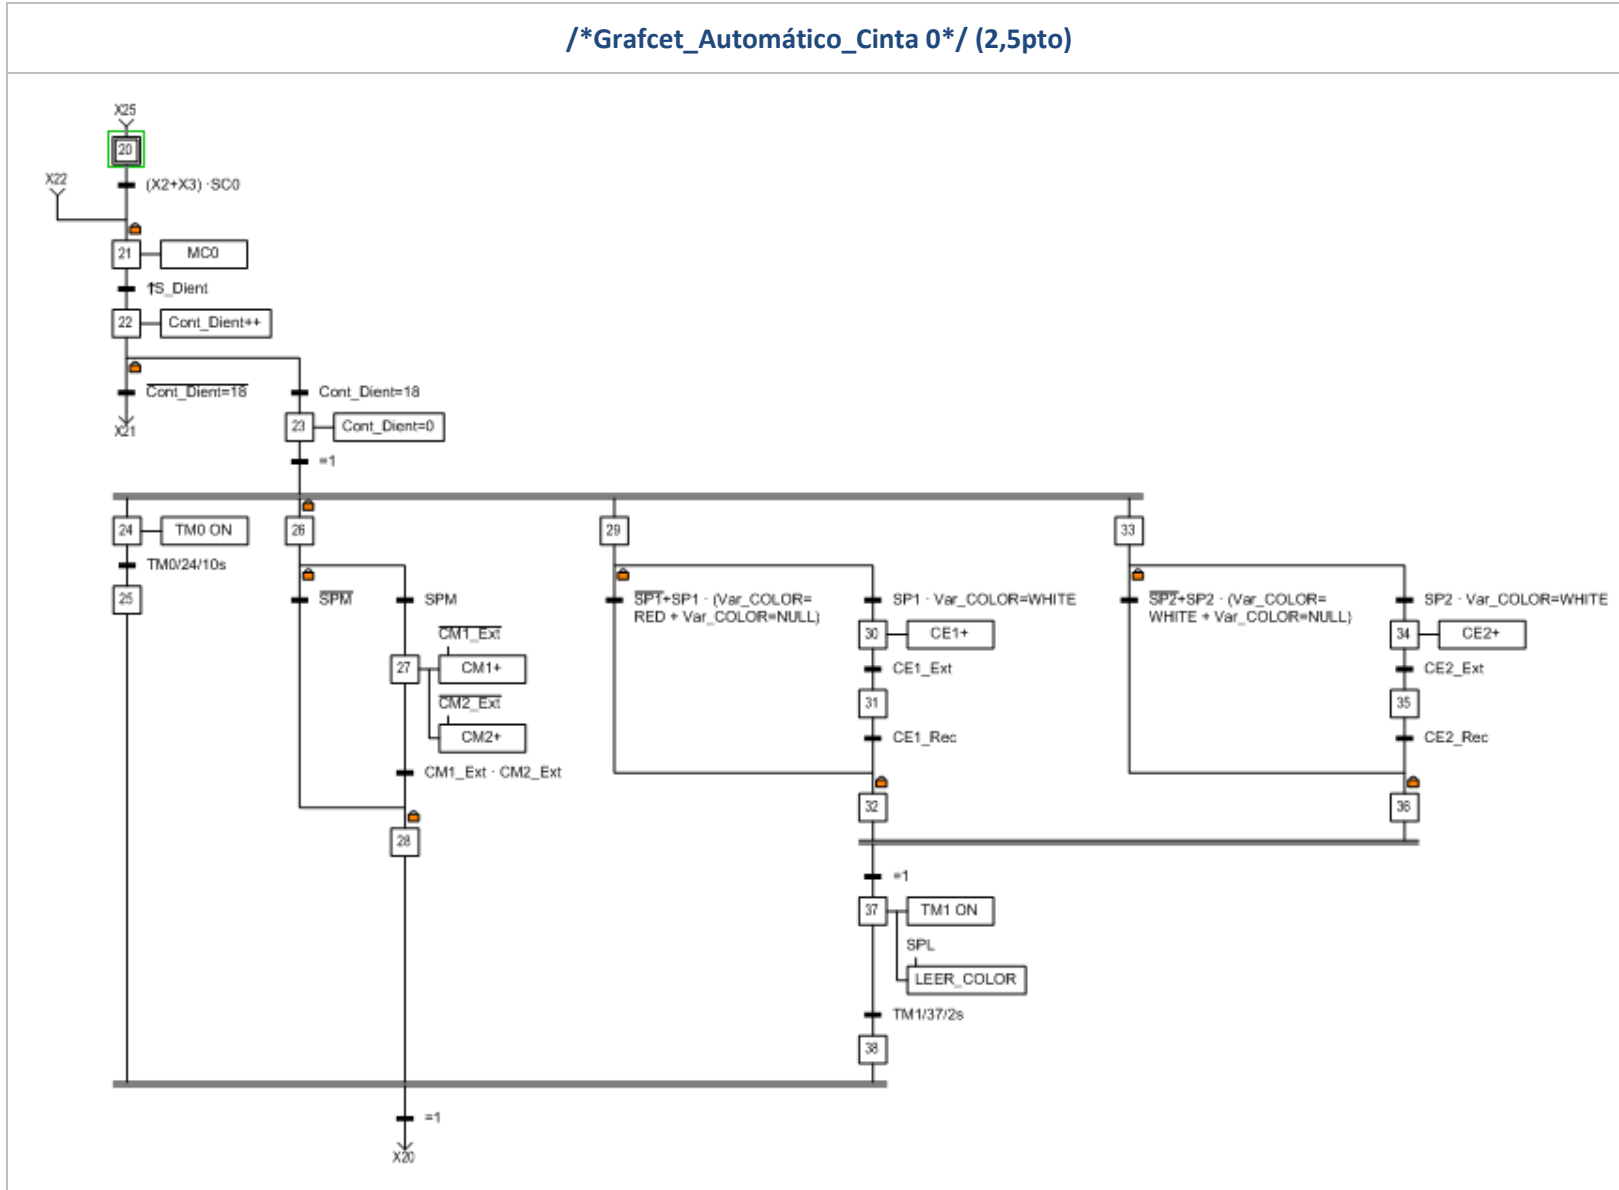 /*Grafcet_Automático_Cinta 0*/ (2,5pto)
X25
20
X22
(X2+X3) ·SC0
21
MC0
↑S_Dient
22
Cont_Dient++
Cont_Dient=18
Cont_Dient=18
X21
23
Cont_Dient=0
=1
24
TM0 ON
26
29
33
TM0/24/10s
25
SPM
SPM
SP1+SP1 · (Var_COLOR=
RED + Var_COLOR=NULL)
SP1 · Var_COLOR=WHITE
SP2+SP2 · (Var_COLOR=
WHITE + Var_COLOR=NULL)
SP2 · Var_COLOR=WHITE
CM1_Ext
27
CM1+
CM2_Ext
CM2+
30
CE1+
34
CE2+
CE1_Ext
CE2_Ext
31
35
CE1_Rec
CE2_Rec
CM1_Ext · CM2_Ext
32
36
28
=1
37
TM1 ON
SPL
LEER_COLOR
TM1/37/2s
38
=1
X20